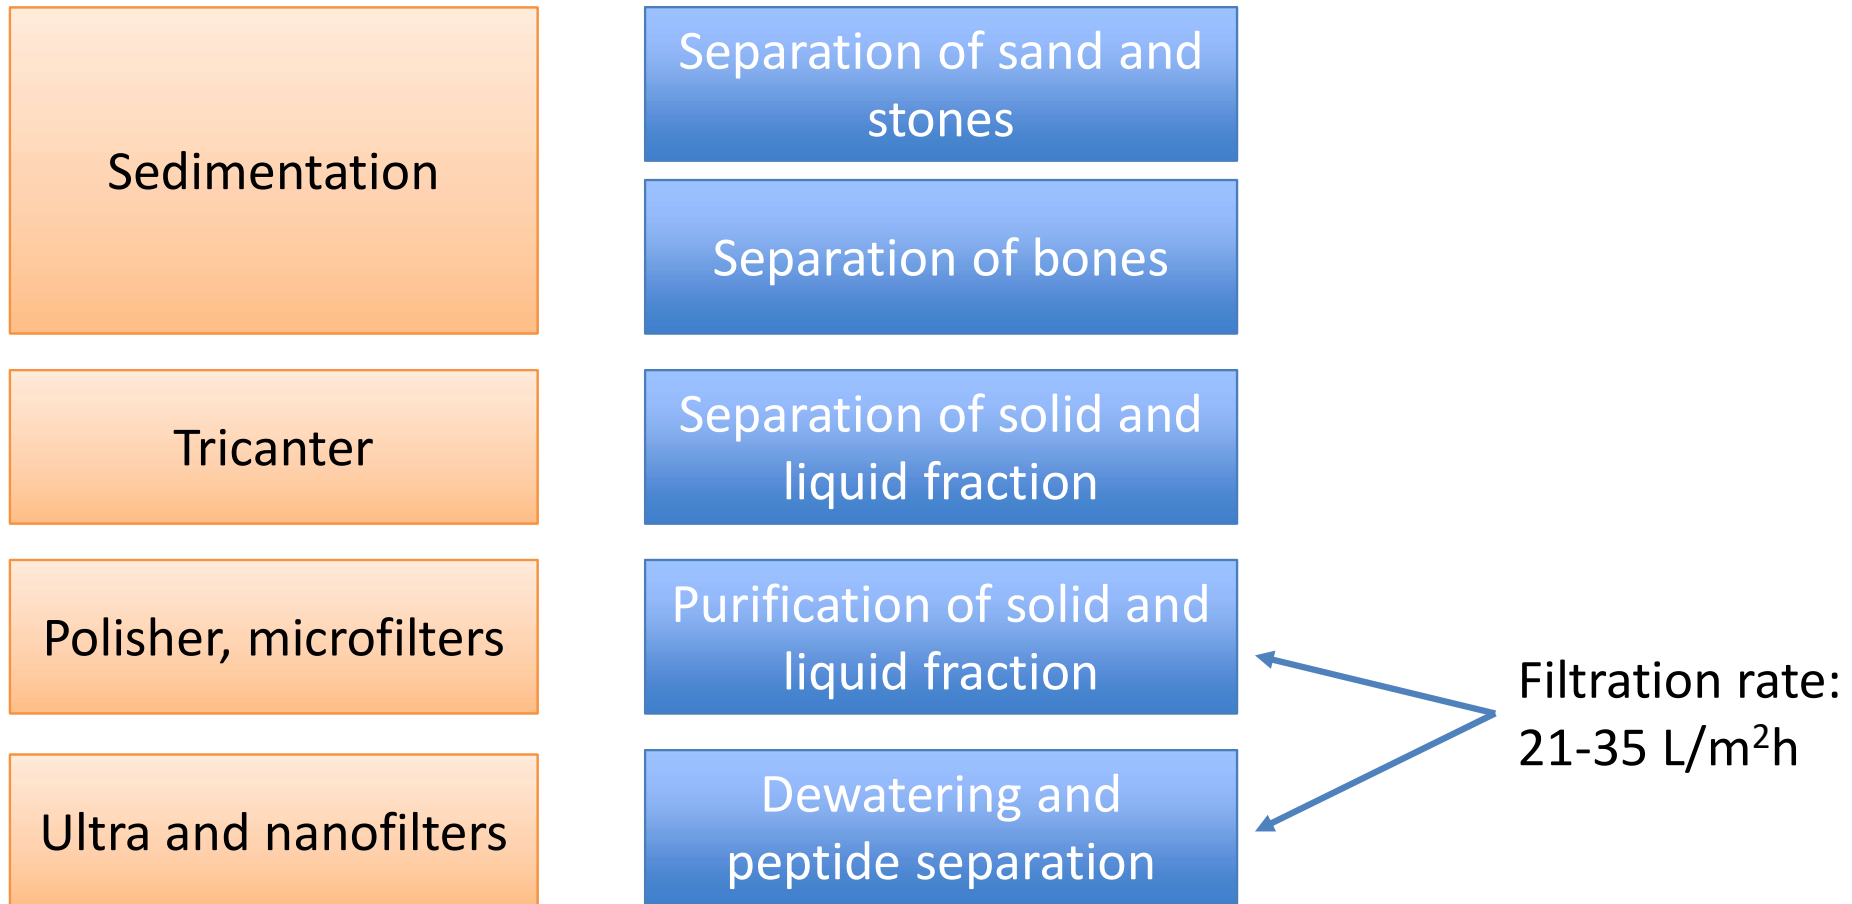 Sedimentation
Separation of sand and
stones
Separation of bones
Tricanter
Separation of solid and
liquid fraction
Polisher, microfilters
Purification of solid and
liquid fraction
Ultra and nanofilters
Dewatering and
peptide separation
Filtration rate:
21-35 L/m²h